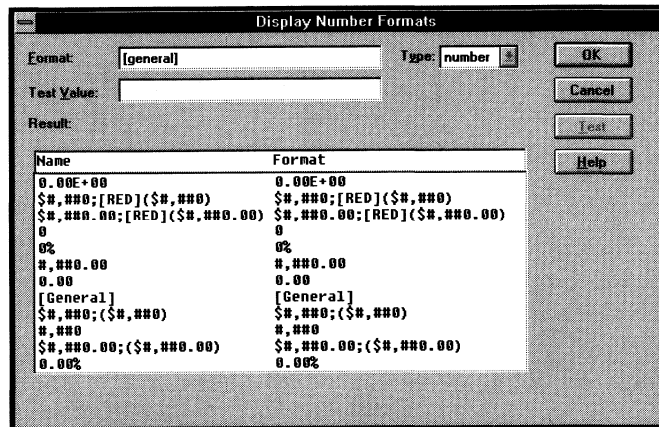 Display Number Formats
Format: [general] Type: number OK
Test Value: Cancel
Result: Test
Help
Name Format
0.00E+00 0.00E+00
$#,##0;[RED]($#,##0) $#,##0;[RED]($#,##0)
$#,##0.00;[RED]($#,##0.00) $#,##0.00;[RED]($#,##0.00)
0 0
0% 0%
#,##0.00 #,##0.00
0.00 0.00
[General] [General]
$#,##0;($#,##0) $#,##0;($#,##0)
#,##0 #,##0
$#,##0.00;($#,##0.00) $#,##0.00;($#,##0.00)
0.00% 0.00%